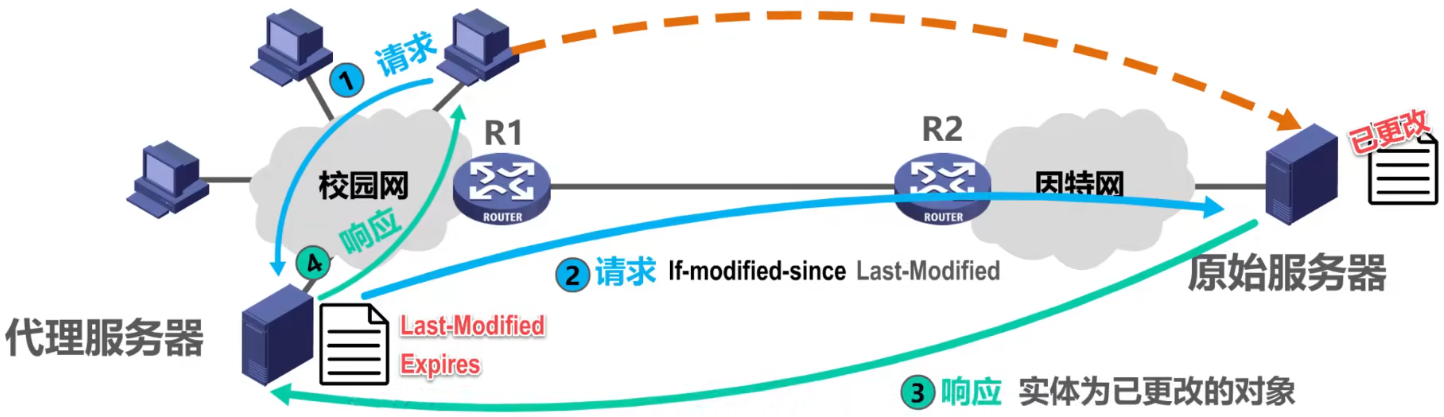 1 请求
已更改
R1
R2
校园网
ROUTER
ROUTER
因特网
4 响应
2 请求 If-modified-since Last-Modified
原始服务器
代理服务器
Last-Modified
Expires
3 响应 实体为已更改的对象